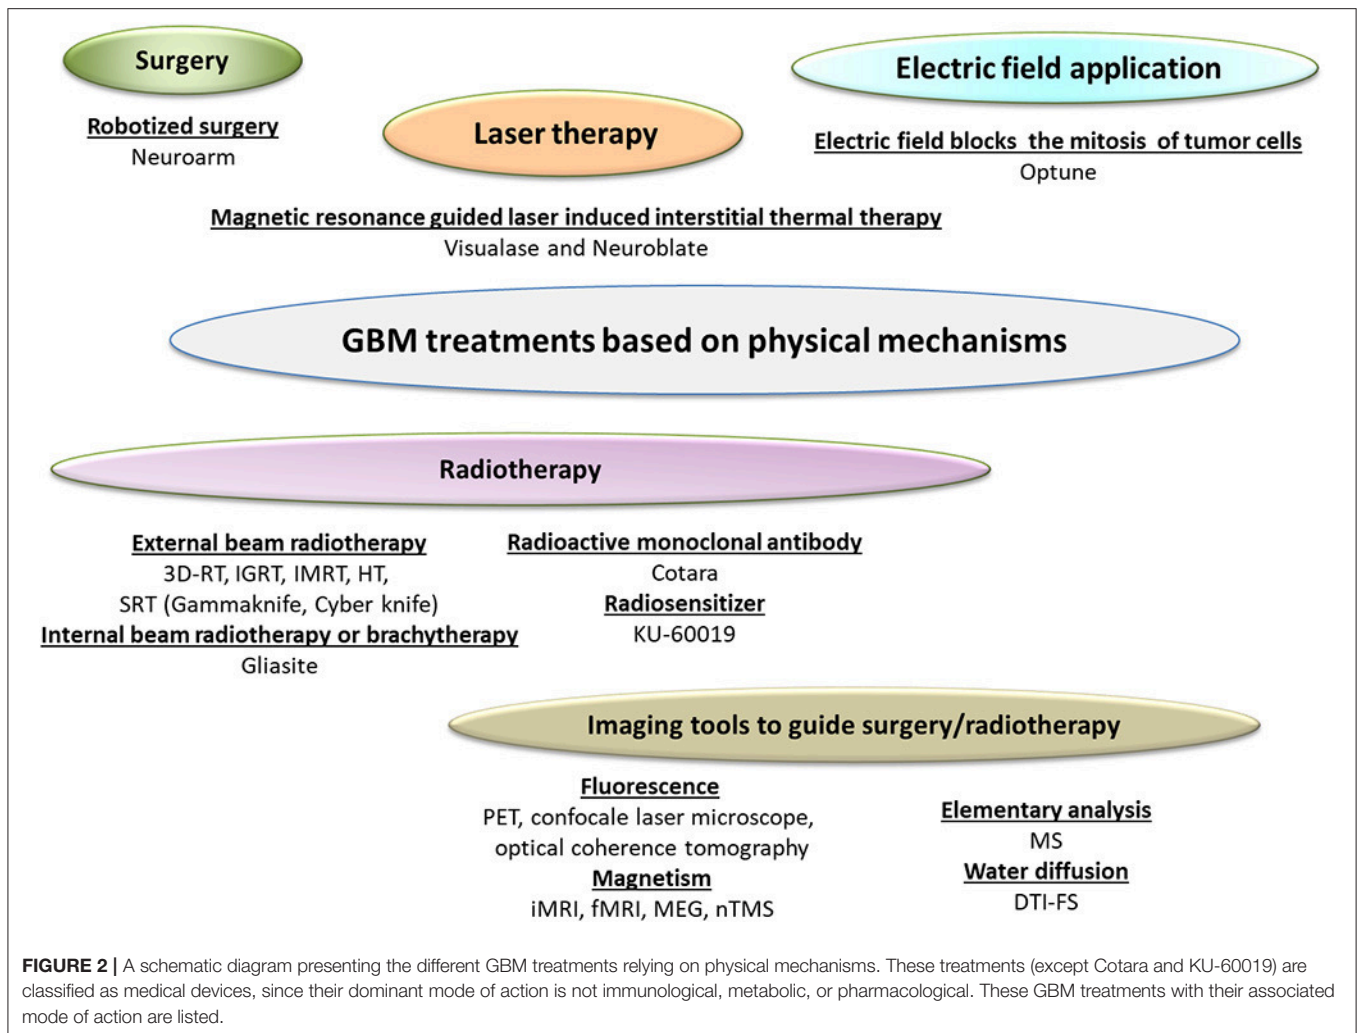 Surgery
Robotized surgery
Neuroarm
Laser therapy
Electric field application
Electric field blocks the mitosis of tumor cells
Optune
Magnetic resonance guided laser induced interstitial thermal therapy
Visualase and Neuroblate
GBM treatments based on physical mechanisms
Radiotherapy
External beam radiotherapy
3D-RT, IGRT, IMRT, HT,
SRT (Gammaknife, Cyber knife)
Internal beam radiotherapy or brachytherapy
Gliasite
Radioactive monoclonal antibody
Cotara
Radiosensitizer
KU-60019
Imaging tools to guide surgery/radiotherapy
Fluorescence
PET, confocale laser microscope,
optical coherence tomography
Magnetism
iMRI, fMRI, MEG, nTMS
Elementary analysis
MS
Water diffusion
DTI-FS
FIGURE 2 | A schematic diagram presenting the different GBM treatments relying on physical mechanisms. These treatments (except Cotara and KU-60019) are
classified as medical devices, since their dominant mode of action is not immunological, metabolic, or pharmacological. These GBM treatments with their associated
mode of action are listed.